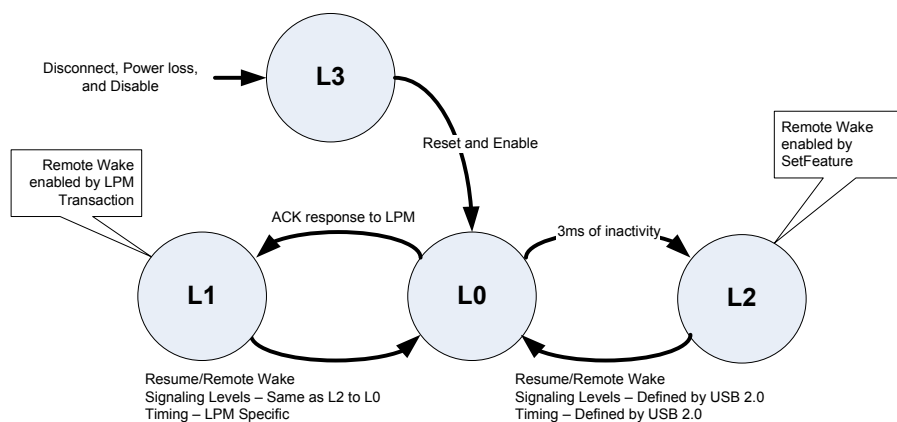 Disconnect, Power loss,
and Disable
L3
Reset and Enable
Remote Wake
enabled by
SetFeature
Remote Wake
enabled by LPM
Transaction
ACK response to LPM
3ms of inactivity
L1
L0
L2
Resume/Remote Wake
Signaling Levels – Same as L2 to L0
Timing – LPM Specific
Resume/Remote Wake
Signaling Levels – Defined by USB 2.0
Timing – Defined by USB 2.0